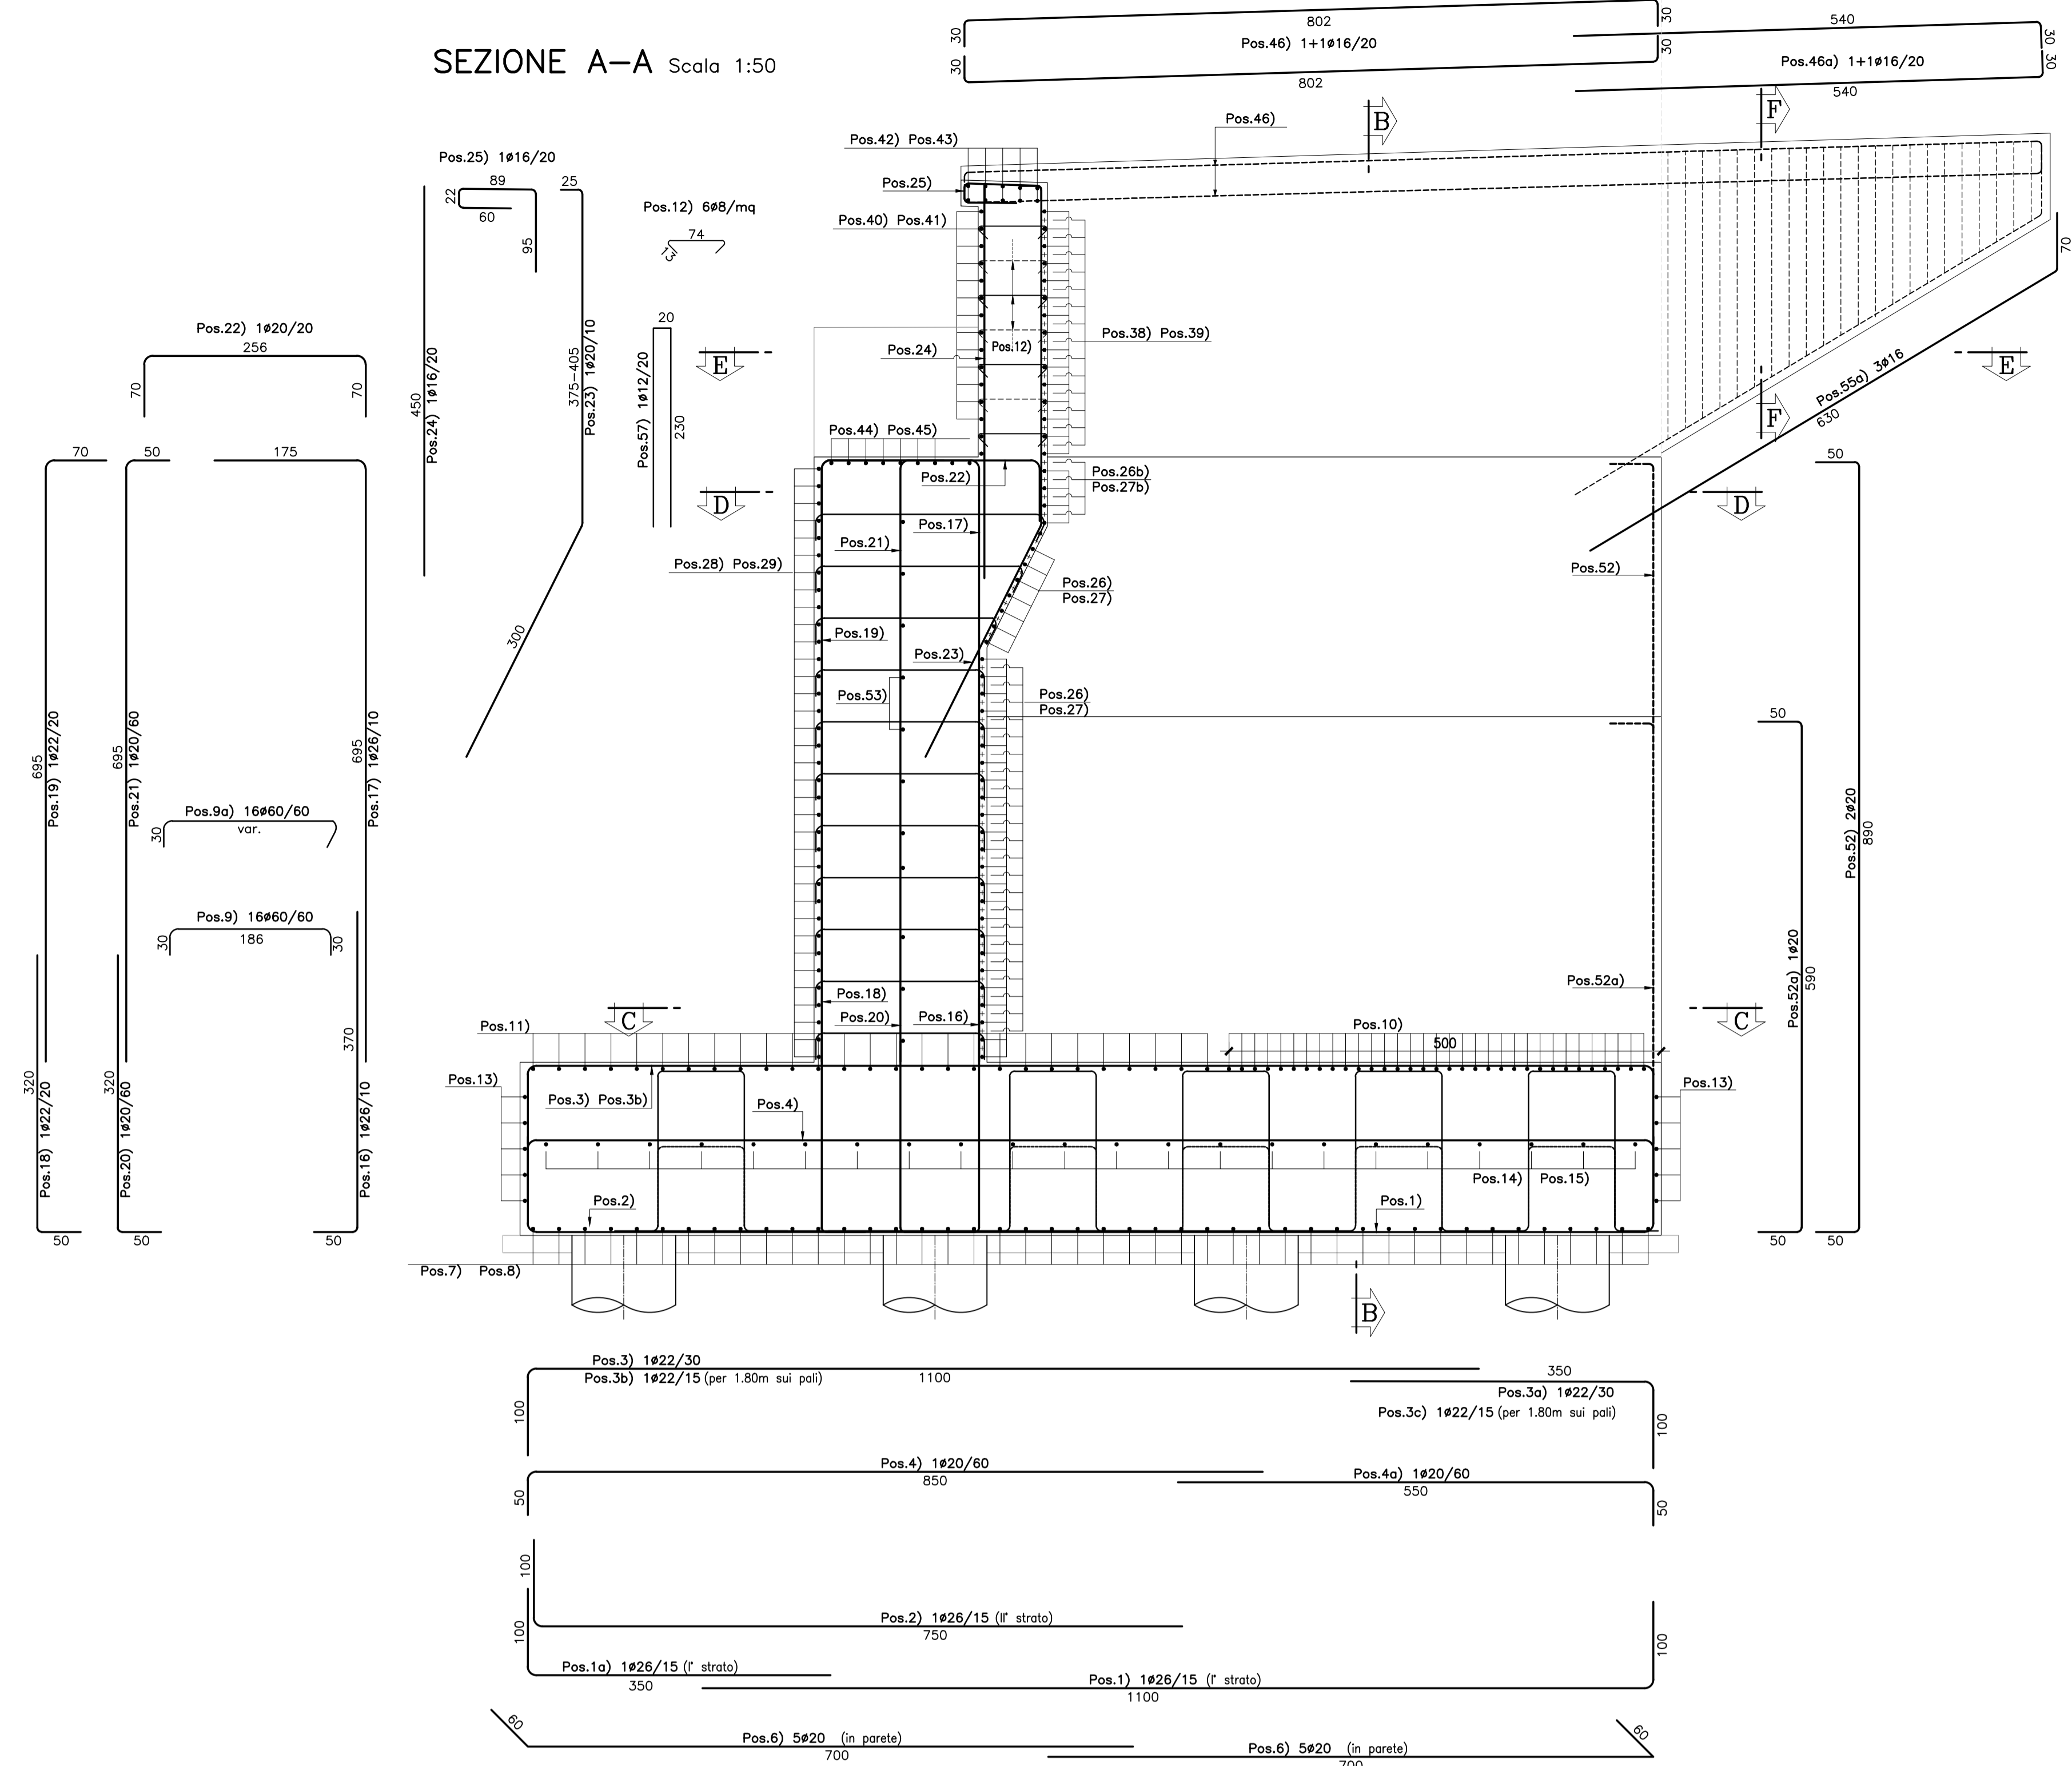 SEZIONE A-A Scala 1:50
802
30
30
30
30
Pos.46) 1+1ø16/20
802
540
30
30
Pos.46a) 1+1ø16/20
540
B
F
Pos.46)
Pos.42) Pos.43)
Pos.25) 1ø16/20
89
25
22
60
95
Pos.12) 6ø8/mq
74
13
Pos.25)
Pos.40) Pos.41)
70
Pos.22) 1ø20/20
256
70
70
450
Pos.24) 1ø16/20
375-405
Pos.23) 1ø20/10
300
20
Pos.57) 1ø12/20
230
E
Pos.24)
Pos.12)
Pos.38) Pos.39)
E
Pos.55a) 3ø16
630
F
70
50
175
Pos.44) Pos.45)
Pos.22)
Pos.26b)
Pos.27b)
50
D
D
Pos.17)
Pos.21)
Pos.28) Pos.29)
Pos.52)
Pos.26)
Pos.27)
Pos.19)
Pos.23)
Pos.53)
Pos.26)
Pos.27)
50
695
Pos.19) 1ø22/20
695
Pos.21) 1ø20/60
695
Pos.17) 1ø26/10
Pos.9a) 16ø60/60
var.
30
Pos.9) 16ø60/60
186
30
30
Pos.52) 2ø20
890
Pos.52a) 1ø20
590
Pos.52a)
Pos.18)
Pos.20)
Pos.16)
C
C
Pos.11)
Pos.10)
500
370
320
Pos.18) 1ø22/20
320
Pos.20) 1ø20/60
Pos.16) 1ø26/10
Pos.13)
Pos.13)
Pos.3) Pos.3b)
Pos.4)
Pos.14) Pos.15)
Pos.2)
Pos.1)
50
50
50
50
50
Pos.7) Pos.8)
B
Pos.3) 1ø22/30
Pos.3b) 1ø22/15 (per 1.80m sui pali)
1100
100
350
Pos.3a) 1ø22/30
Pos.3c) 1ø22/15 (per 1.80m sui pali)
100
Pos.4) 1ø20/60
850
50
Pos.4a) 1ø20/60
550
50
100
Pos.2) 1ø26/15 (II° strato)
750
100
Pos.1a) 1ø26/15 (I° strato)
350
Pos.1) 1ø26/15 (I° strato)
1100
100
60
Pos.6) 5ø20 (in parete)
700
Pos.6) 5ø20 (in parete)
700
60